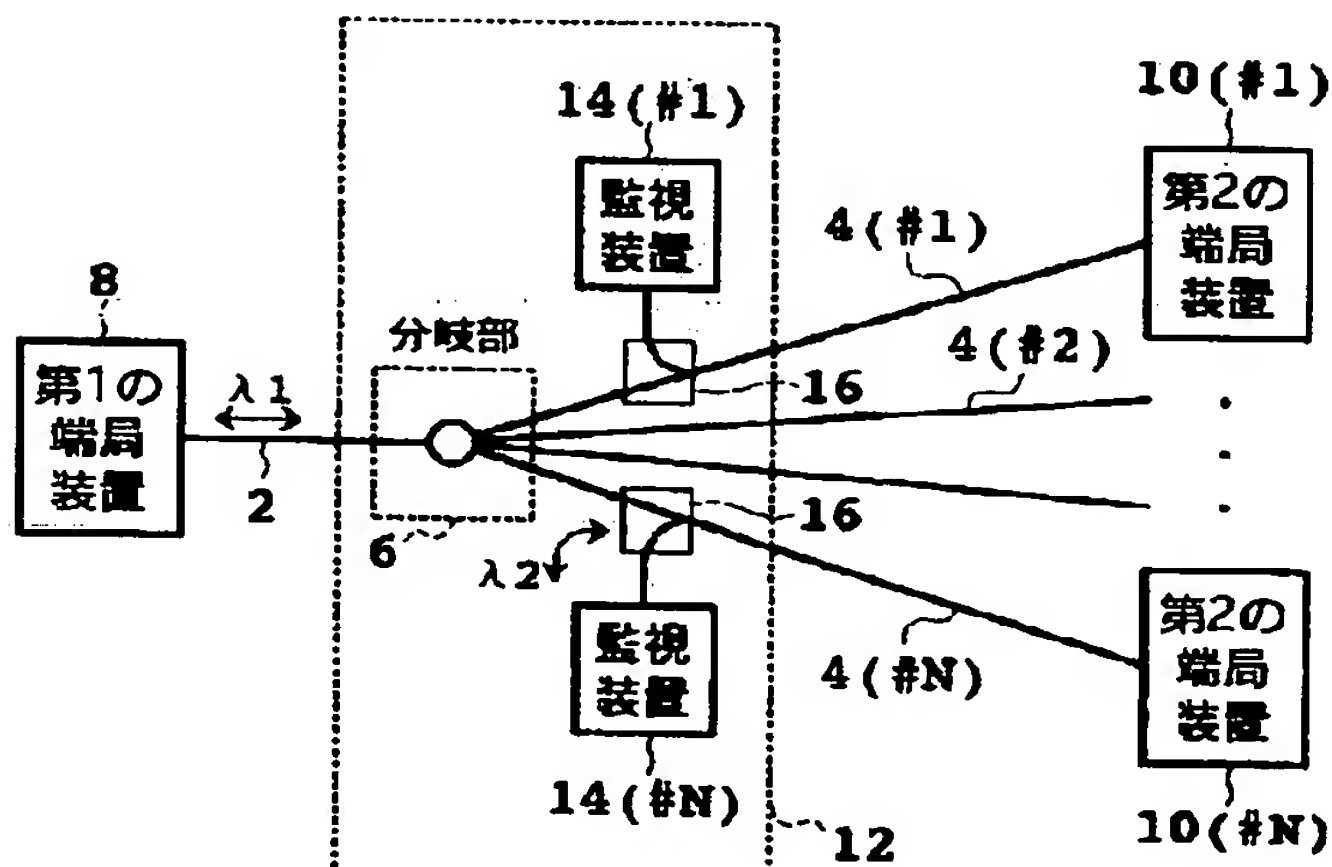 10(#1)
14(#1)
監視
装置
第2の
端局
装置
4(#1)
8
分岐部
4(#2)
第1の
端局
装置
λ1
16
2
16
6
λ2
監視
装置
第2の
端局
装置
4(#N)
14(#N)
12
10(#N)